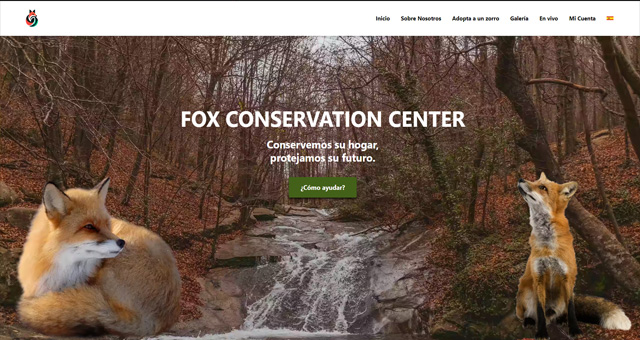 Inicio Sobre Nosotros Adopta a un zorro Galería En vivo Mi Cuenta
FOX CONSERVATION CENTER
Conservemos su hogar,
protejamos su futuro.
¿Cómo ayudar?